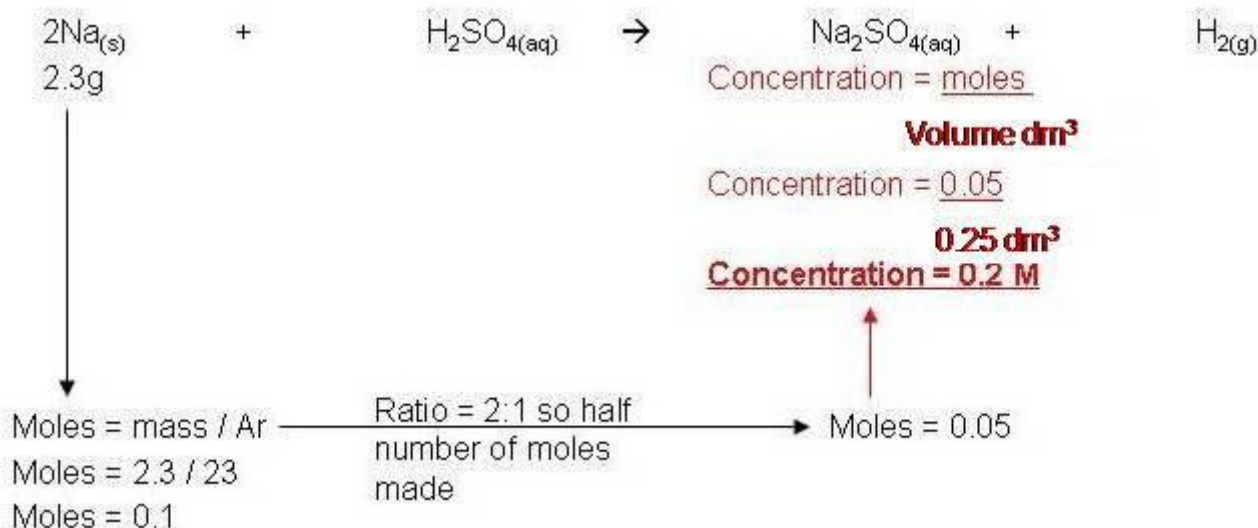 2Na(s) + H₂SO₄(aq) → Na₂SO₄(aq) + H₂(g)
2.3g
Concentration = moles
Volume dm³
Concentration = 0.05
0.25 dm³
Concentration = 0.2 M
Moles = mass / Ar
Moles = 2.3 / 23
Moles = 0.1
Ratio = 2:1 so half
number of moles
made
Moles = 0.05